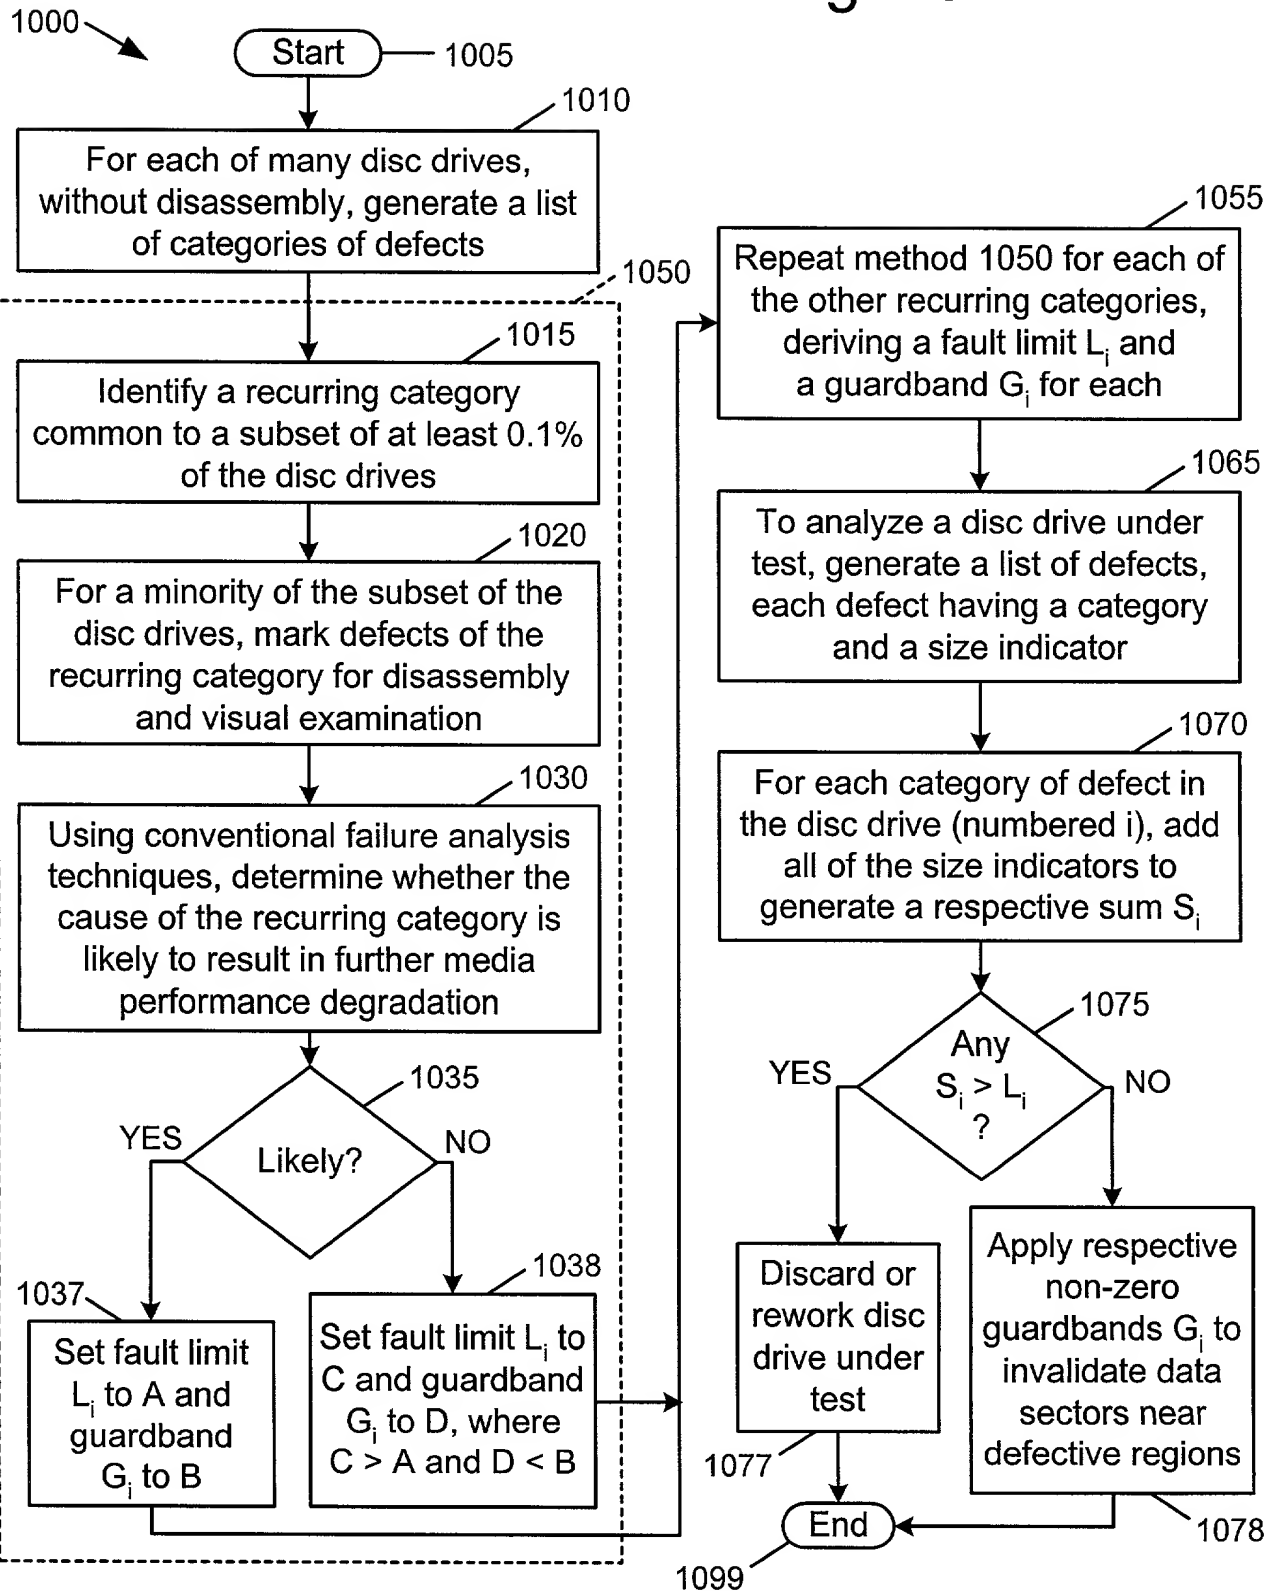 1000
Start
1005
1010
For each of many disc drives,
without disassembly, generate a list
of categories of defects
1050
1015
Identify a recurring category
common to a subset of at least 0.1%
of the disc drives
1020
For a minority of the subset of the
disc drives, mark defects of the
recurring category for disassembly
and visual examination
1030
Using conventional failure analysis
techniques, determine whether the
cause of the recurring category is
likely to result in further media
performance degradation
1035
YES
Likely?
NO
1037
Set fault limit
Li to A and
guardband
Gi to B
1038
Set fault limit Li to
C and guardband
Gi to D, where
C > A and D < B
1055
Repeat method 1050 for each of
the other recurring categories,
deriving a fault limit Li and
a guardband Gi for each
1065
To analyze a disc drive under
test, generate a list of defects,
each defect having a category
and a size indicator
1070
For each category of defect in
the disc drive (numbered i), add
all of the size indicators to
generate a respective sum Si
1075
YES
Any
Si > Li
?
NO
Discard or
rework disc
drive under
test
1077
Apply respective
non-zero
guardbands Gi to
invalidate data
sectors near
defective regions
1078
End
1099